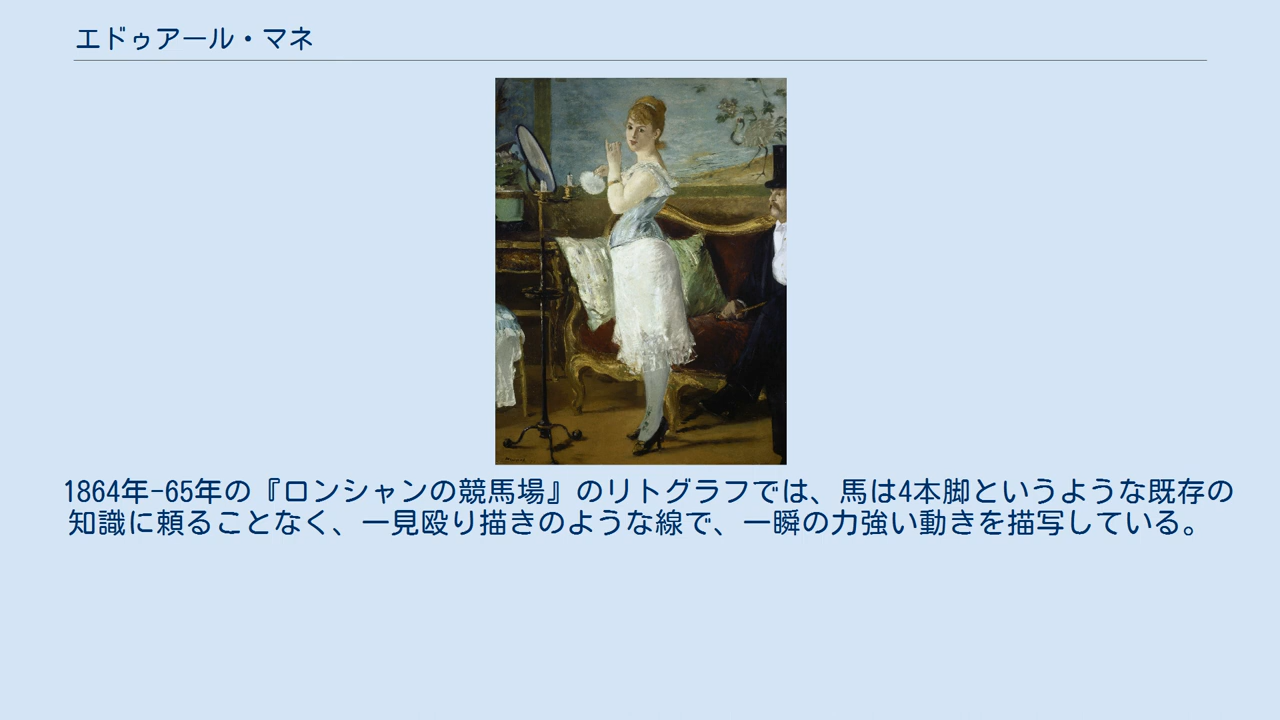 エドゥアール・マネ
1864年-65年の『ロンシャンの競馬場』のリトグラフでは、馬は4本脚というような既存の
知識に頼ることなく、一見殴り描きのような線で、一瞬の力強い動きを描写している。